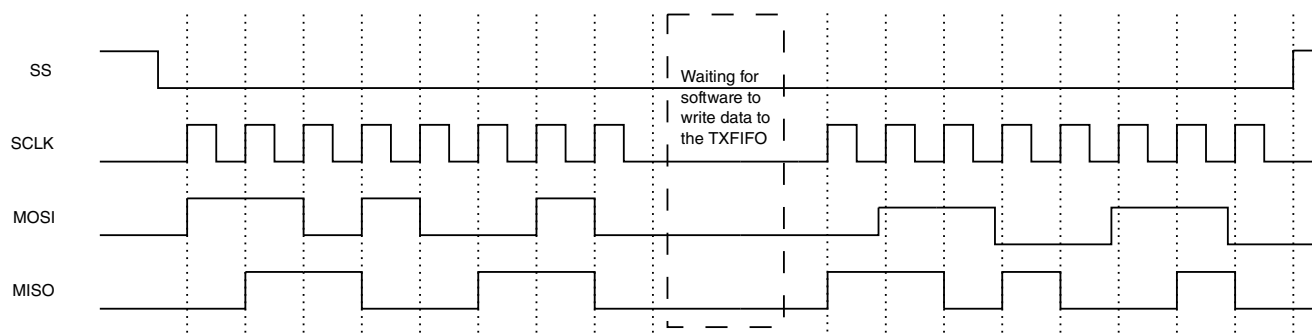 SS
Waiting for
software to
write data to
the TXFIFO
SCLK
MOSI
MISO